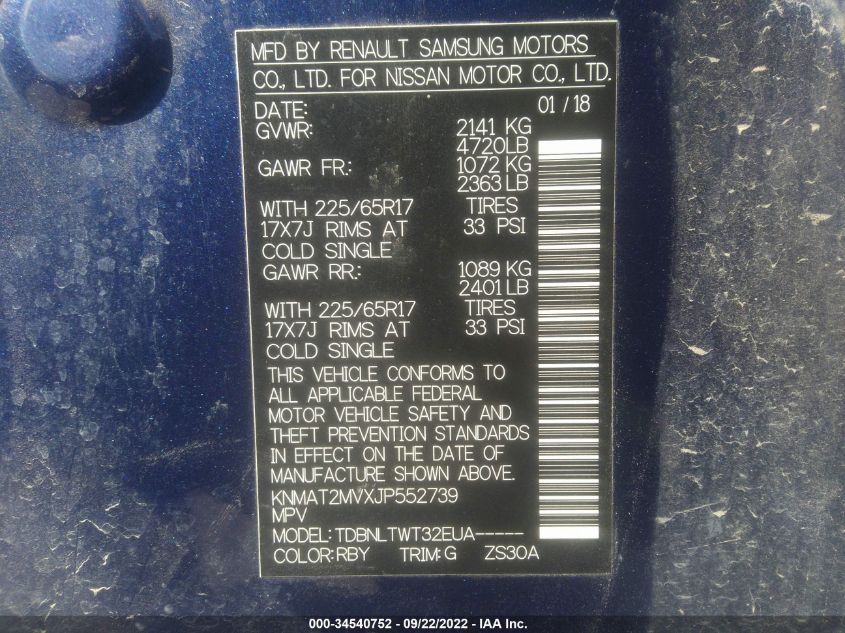 MFD BY RENAULT SAMSUNG MOTORS
CO., LTD. FOR NISSAN MOTOR CO., LTD.
DATE: 01 / 18
GVWR: 2141 KG
4720LB
GAWR FR.: 1072 KG
2363 LB
WITH 225/65R17 TIRES
17X7J RIMS AT 33 PSI
COLD SINGLE
GAWR RR.: 1089 KG
2401 LB
WITH 225/65R17 TIRES
17X7J RIMS AT 33 PSI
COLD SINGLE
THIS VEHICLE CONFORMS TO
ALL APPLICABLE FEDERAL
MOTOR VEHICLE SAFETY AND
THEFT PREVENTION STANDARDS
IN EFFECT ON THE DATE OF
MANUFACTURE SHOWN ABOVE.
KNMAT2MVXJP552739
MPV
MODEL: TDBNLTWT32EUA-----
COLOR: RBY TRIM: G ZS30A
000-34540752 - 09/22/2022 - IAA Inc.